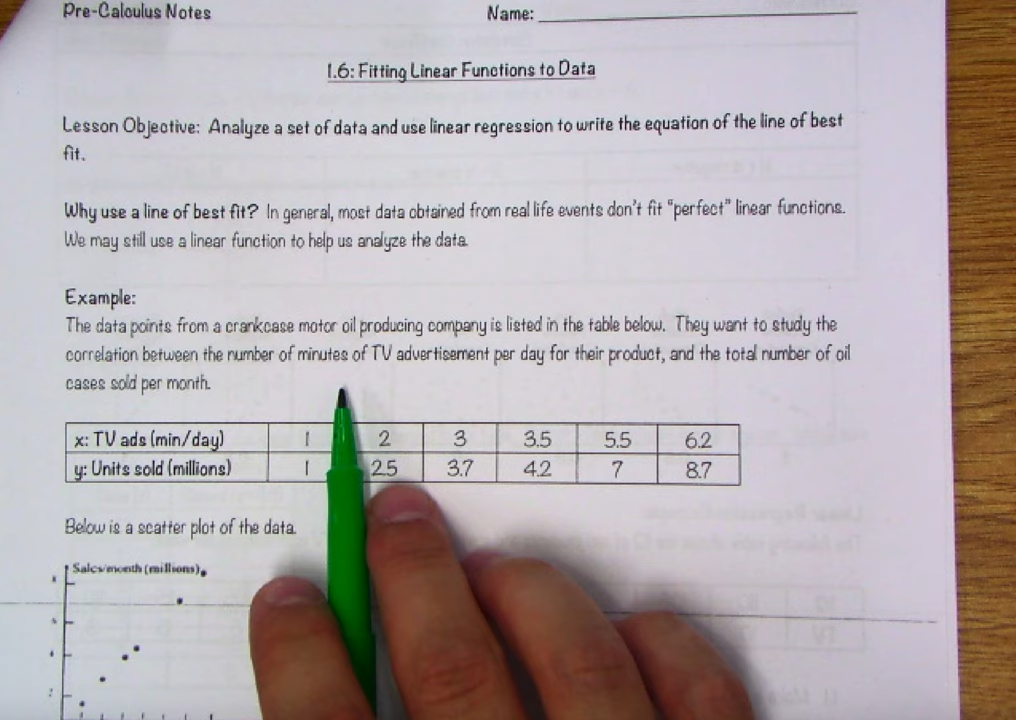 Pre-Calculus Notes Name:
1.6: Fitting Linear Functions to Data
Lesson Objective: Analyze a set of data and use linear regression to write the equation of the line of best
fit.
Why use a line of best fit? In general, most data obtained from real life events don't fit "perfect" linear functions.
We may still use a linear function to help us analyze the data.
Example:
The data points from a crankcase motor oil producing company is listed in the table below. They want to study the
correlation between the number of minutes of TV advertisement per day for their product, and the total number of oil
cases sold per month.
x: TV ads (min/day) 1 2 3 3.5 5.5 6.2
y: Units sold (millions) 1 2.5 3.7 4.2 7 8.7
Below is a scatter plot of the data.
Sales/month (millions)